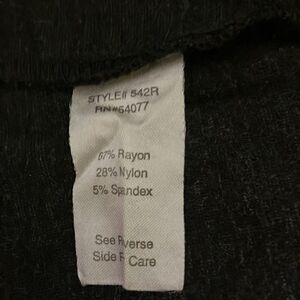 STYLE# 542R
RN#54077
67% Rayon
28% Nylon
5% Spandex
See Reverse
Side For Care